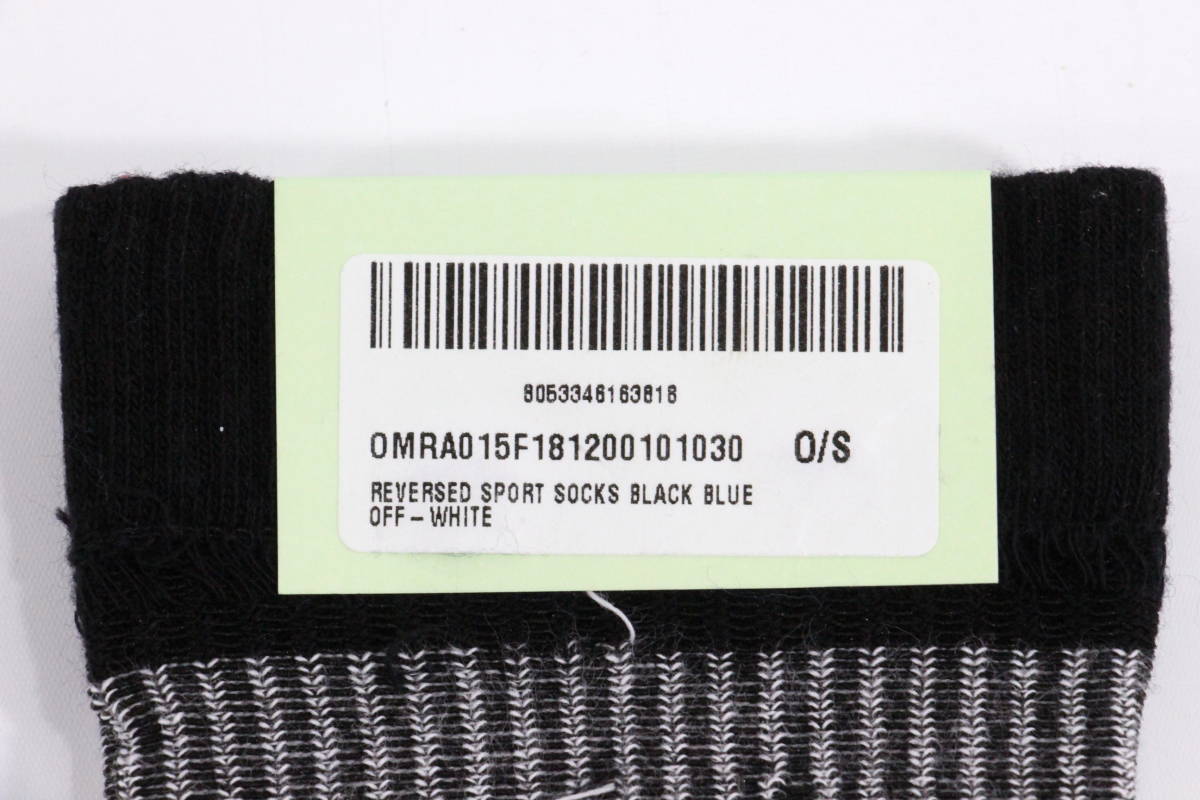 8053346163818
OMRA015F181200101030 O/S
REVERSED SPORT SOCKS BLACK BLUE
OFF-WHITE